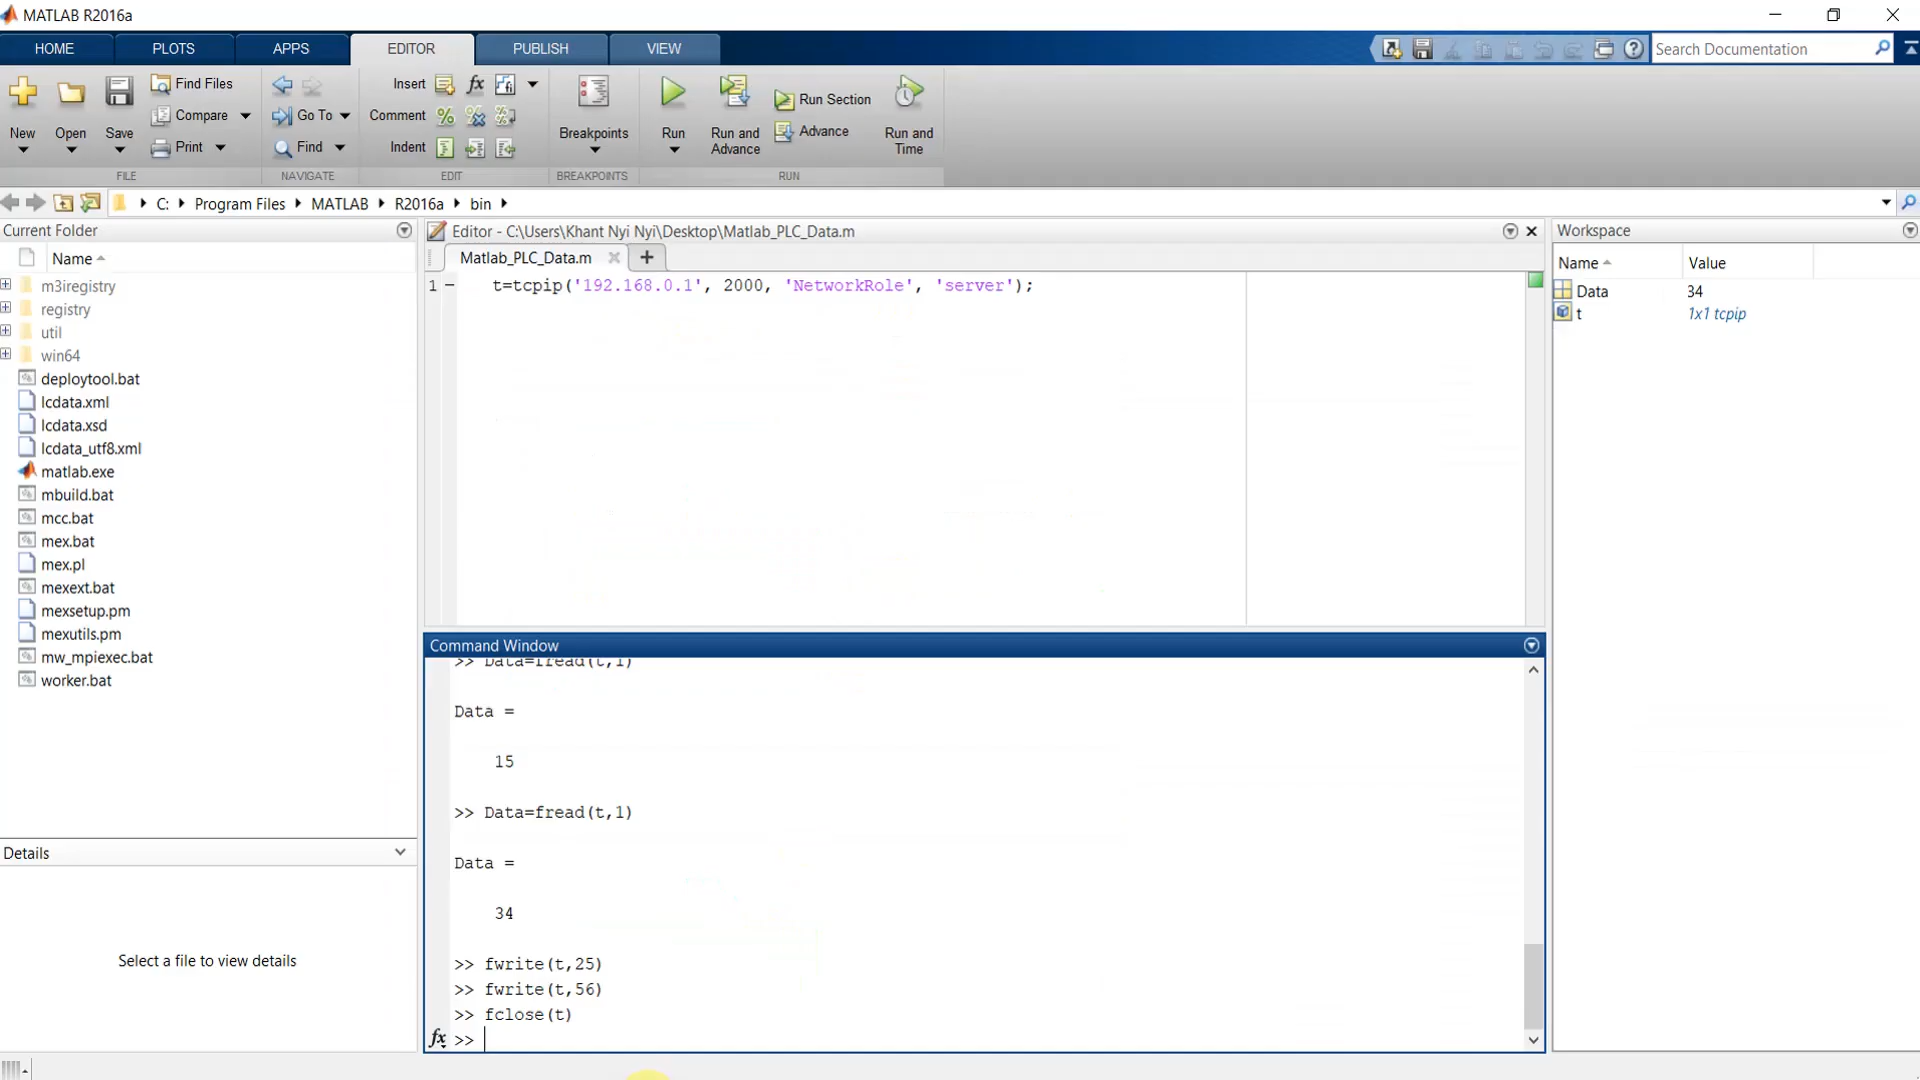 MATLAB R2016a
HOME PLOTS APPS EDITOR PUBLISH VIEW
Search Documentation
New
Open
Save
Find Files
Compare
Print
FILE
Go To
Find
NAVIGATE
Insert
Comment
Indent
EDIT
Breakpoints
BREAKPOINTS
Run
Run and Advance
Run Section
Advance
Run and Time
RUN
C: Program Files MATLAB R2016a bin
Current Folder
Name
m3iregistry
registry
util
win64
deploytool.bat
lcdata.xml
lcdata.xsd
lcdata_utf8.xml
matlab.exe
mbuild.bat
mcc.bat
mex.bat
mex.pl
mexext.bat
mexsetup.pm
mexutils.pm
mw_mpiexec.bat
worker.bat
Details
Select a file to view details
Editor - C:\Users\Khant Nyi Nyi\Desktop\Matlab_PLC_Data.m
Matlab_PLC_Data.m
1 t=tcpip('192.168.0.1', 2000, 'NetworkRole', 'server');
Command Window
>> Data=fread(t,1)
Data =
15
>> Data=fread(t,1)
Data =
34
>> fwrite(t,25)
>> fwrite(t,56)
>> fclose(t)
fx >>
Workspace
Name Value
Data 34
t 1x1 tcpip